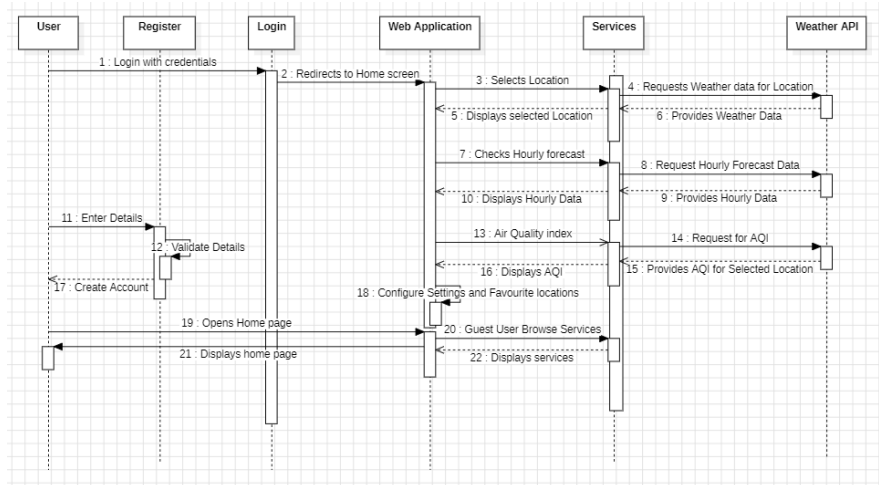 User
Register
Login
Web Application
Services
Weather API
1 : Login with credentials
2 : Redirects to Home screen
3 : Selects Location
4 : Requests Weather data for Location
5 : Displays selected Location
6 : Provides Weather Data
7 : Checks Hourly forecast
8 : Request Hourly Forecast Data
9 : Provides Hourly Data
10 : Displays Hourly Data
11 : Enter Details
12 : Validate Details
13 : Air Quality index
14 : Request for AQI
15 : Provides AQI for Selected Location
16 : Displays AQI
17 : Create Account
18 : Configure Settings and Favourite locations
19 : Opens Home page
20 : Guest User Browse Services
21 : Displays home page
22 : Displays services